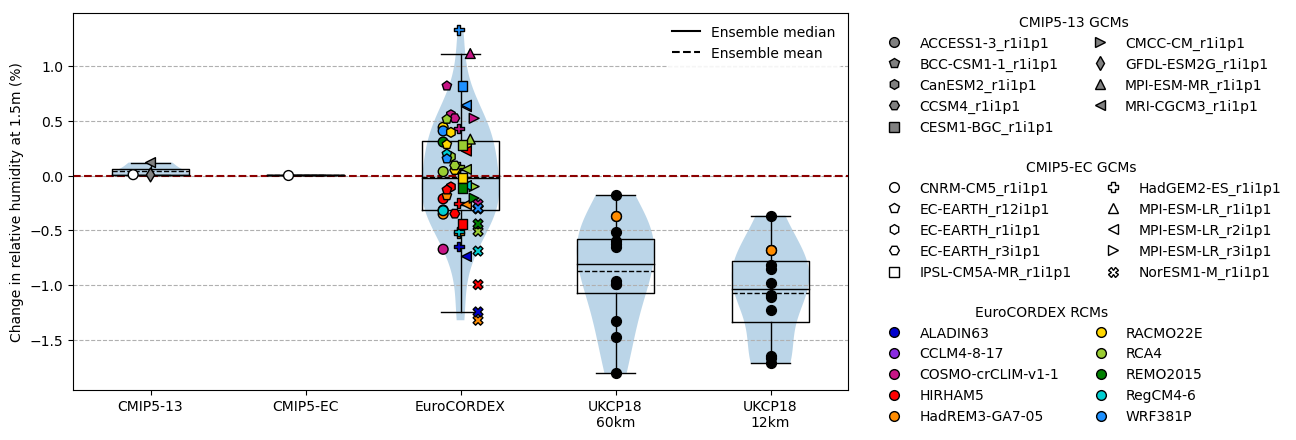 Change in relative humidity at 1.5m (%)
1.0
0.5
0.0
−0.5
−1.0
−1.5
Ensemble median
Ensemble mean
CMIP5-13
CMIP5-EC
EuroCORDEX
UKCP18
60km
UKCP18
12km
CMIP5-13 GCMs
ACCESS1-3_r1i1p1
BCC-CSM1-1_r1i1p1
CanESM2_r1i1p1
CCSM4_r1i1p1
CESM1-BGC_r1i1p1
CMCC-CM_r1i1p1
GFDL-ESM2G_r1i1p1
MPI-ESM-MR_r1i1p1
MRI-CGCM3_r1i1p1
CMIP5-EC GCMs
CNRM-CM5_r1i1p1
EC-EARTH_r12i1p1
EC-EARTH_r1i1p1
EC-EARTH_r3i1p1
IPSL-CM5A-MR_r1i1p1
HadGEM2-ES_r1i1p1
MPI-ESM-LR_r1i1p1
MPI-ESM-LR_r2i1p1
MPI-ESM-LR_r3i1p1
NorESM1-M_r1i1p1
EuroCORDEX RCMs
ALADIN63
CCLM4-8-17
COSMO-crCLIM-v1-1
HIRHAM5
HadREM3-GA7-05
RACMO22E
RCA4
REMO2015
RegCM4-6
WRF381P